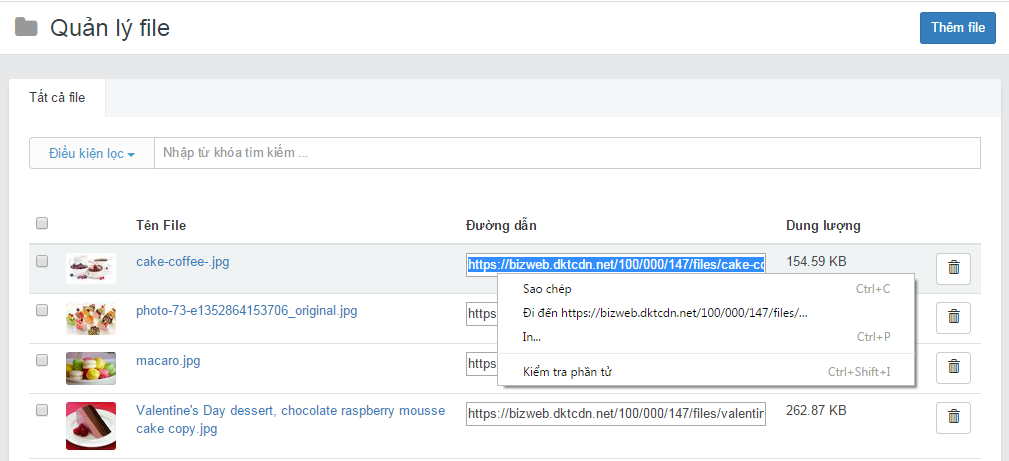 Quản lý file
Thêm file
Tất cả file
Điều kiện lọc
Nhập từ khóa tìm kiếm ...
Tên File Đường dẫn Dung lượng
cake-coffee-.jpg https://bizweb.dktcdn.net/100/000/147/files/cake-co 154.59 KB
Sao chép Ctrl+C
photo-73-e1352864153706_original.jpg https Đi đến https://bizweb.dktcdn.net/100/000/147/files/...
In... Ctrl+P
macaro.jpg https
Kiểm tra phần tử Ctrl+Shift+I
Valentine's Day dessert, chocolate raspberry mousse https://bizweb.dktcdn.net/100/000/147/files/valentin 262.87 KB
cake copy.jpg